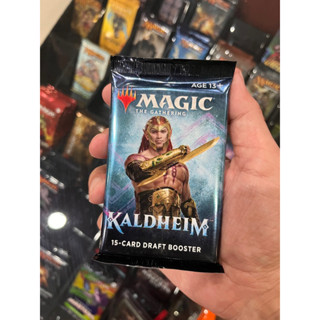 AGE 13+
MAGIC
THE GATHERING
KALDHEIM
15-CARD DRAFT BOOSTER